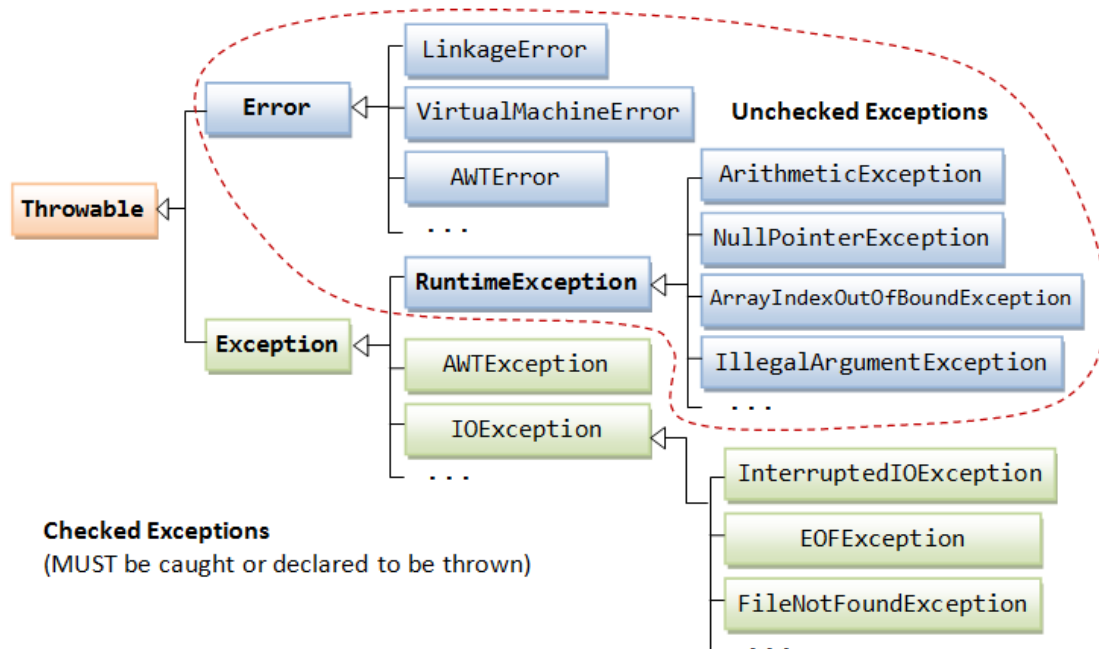 LinkageError
Error
VirtualMachineError
Unchecked Exceptions
AWTError
ArithmeticException
Throwable
...
NullPointerException
RuntimeException
ArrayIndexOutOfBoundException
Exception
AWTException
IllegalArgumentException
...
IOException
...
InterruptedIOException
Checked Exceptions
(MUST be caught or declared to be thrown)
EOFException
FileNotFoundException
...